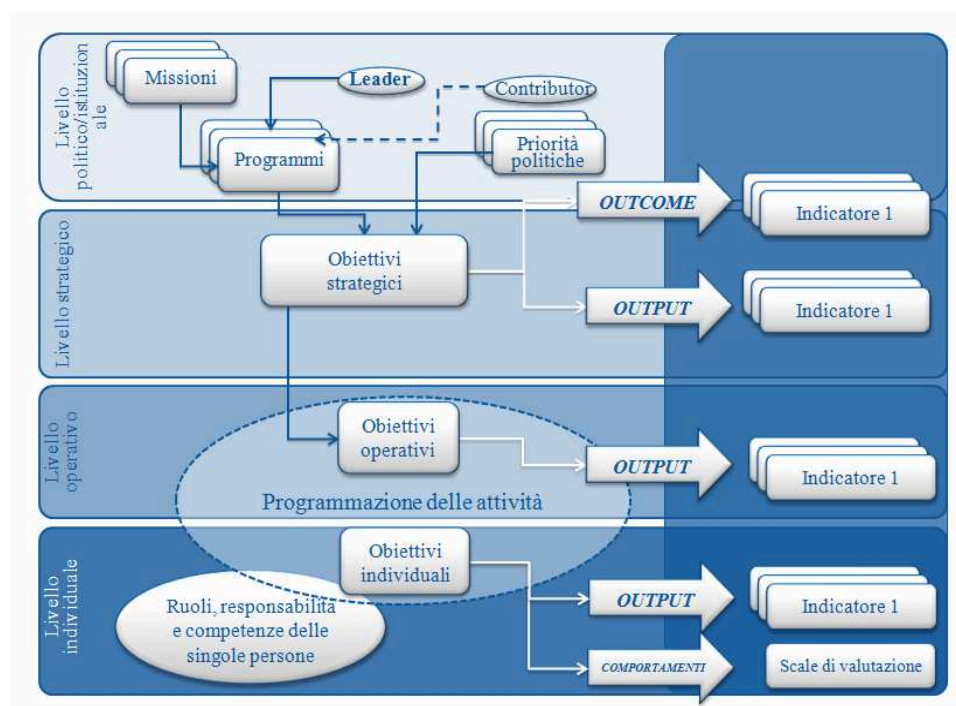 Livello
politico/istituzion
ale
Missioni
Leader
Contributor
Programmi
Priorità
politiche
OUTCOME
Indicatore 1
Livello strategico
Obiettivi
strategici
OUTPUT
Indicatore 1
Livello
operativo
Obiettivi
operativi
OUTPUT
Indicatore 1
Programmazione delle attività
Livello
individuale
Obiettivi
individuali
Ruoli, responsabilità
e competenze delle
singole persone
OUTPUT
Indicatore 1
COMPORTAMENTI
Scale di valutazione